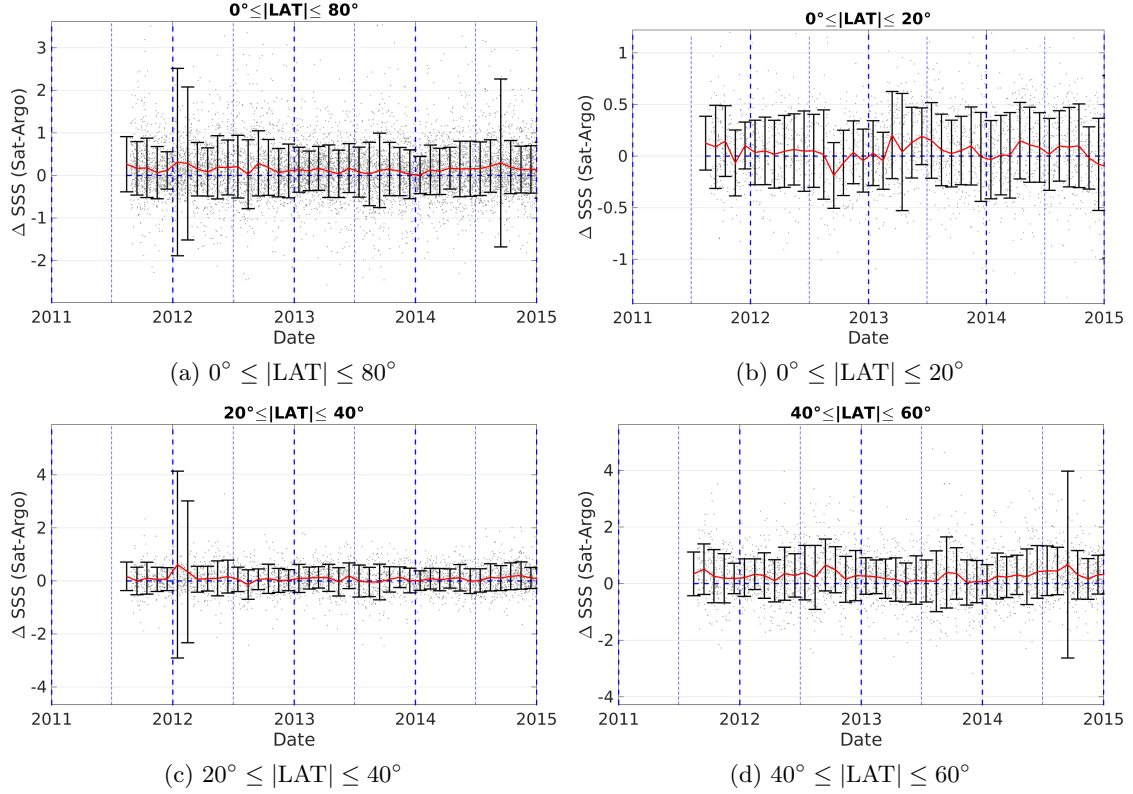 0°≤|LAT|≤ 80°
Δ SSS (Sat-Argo)
3
2
1
0
-1
-2
2011 2012 2013 2014 2015
Date
(a) 0° ≤ |LAT| ≤ 80°
0°≤|LAT|≤ 20°
Δ SSS (Sat-Argo)
1
0.5
0
-0.5
-1
2011 2012 2013 2014 2015
Date
(b) 0° ≤ |LAT| ≤ 20°
20°≤|LAT|≤ 40°
Δ SSS (Sat-Argo)
4
2
0
-2
-4
2011 2012 2013 2014 2015
Date
(c) 20° ≤ |LAT| ≤ 40°
40°≤|LAT|≤ 60°
Δ SSS (Sat-Argo)
4
2
0
-2
-4
2011 2012 2013 2014 2015
Date
(d) 40° ≤ |LAT| ≤ 60°